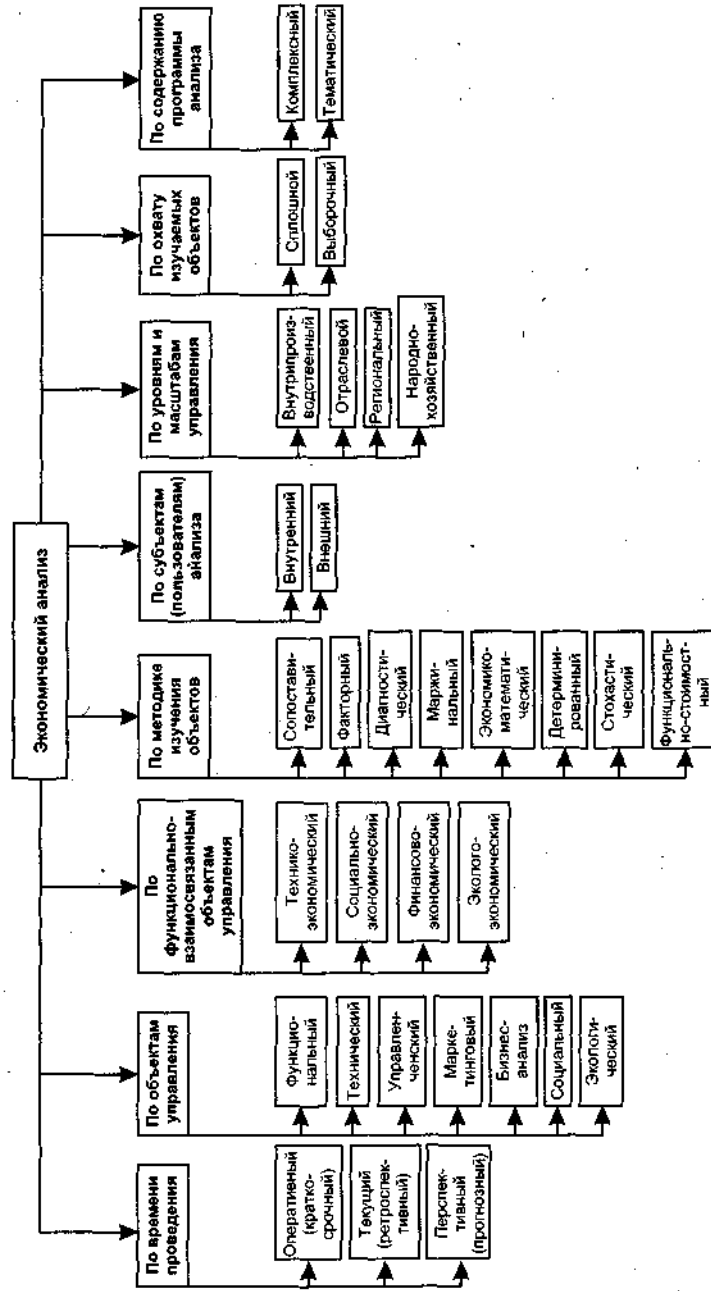 Экономический анализ
По времени
проведения
Оперативный
(кратко-
срочный)
Текущий
(ретроспек-
тивный)
Перспек-
тивный
(прогнозный)
По объектам
управления
Функцио-
нальный
Технический
Управлен-
ческий
Марке-
тинговый
Бизнес-
анализ
Социальный
Экологи-
ческий
По
функционально-
взаимосвязанным
объектам
управления
Технико-
экономический
Социально-
экономический
Финансово-
экономический
Эколого-
экономический
По методике
изучения
объектов
Сопостави-
тельный
Факторный
Диагности-
ческий
Маржи-
нальный
Экономико-
математи-
ческий
Детермини-
рованный
Стохасти-
ческий
Функциональ-
но-стоимост-
ный
По субъектам
(пользователям)
анализа
Внутренний
Внешний
По уровням и
масштабам
управления
Внутрипроиз-
водственный
Отраслевой
Региональный
Народно-
хозяйственный
По охвату
изучаемых
объектов
Сплошной
Выборочный
По содержанию
программы
анализа
Комплексный
Тематический